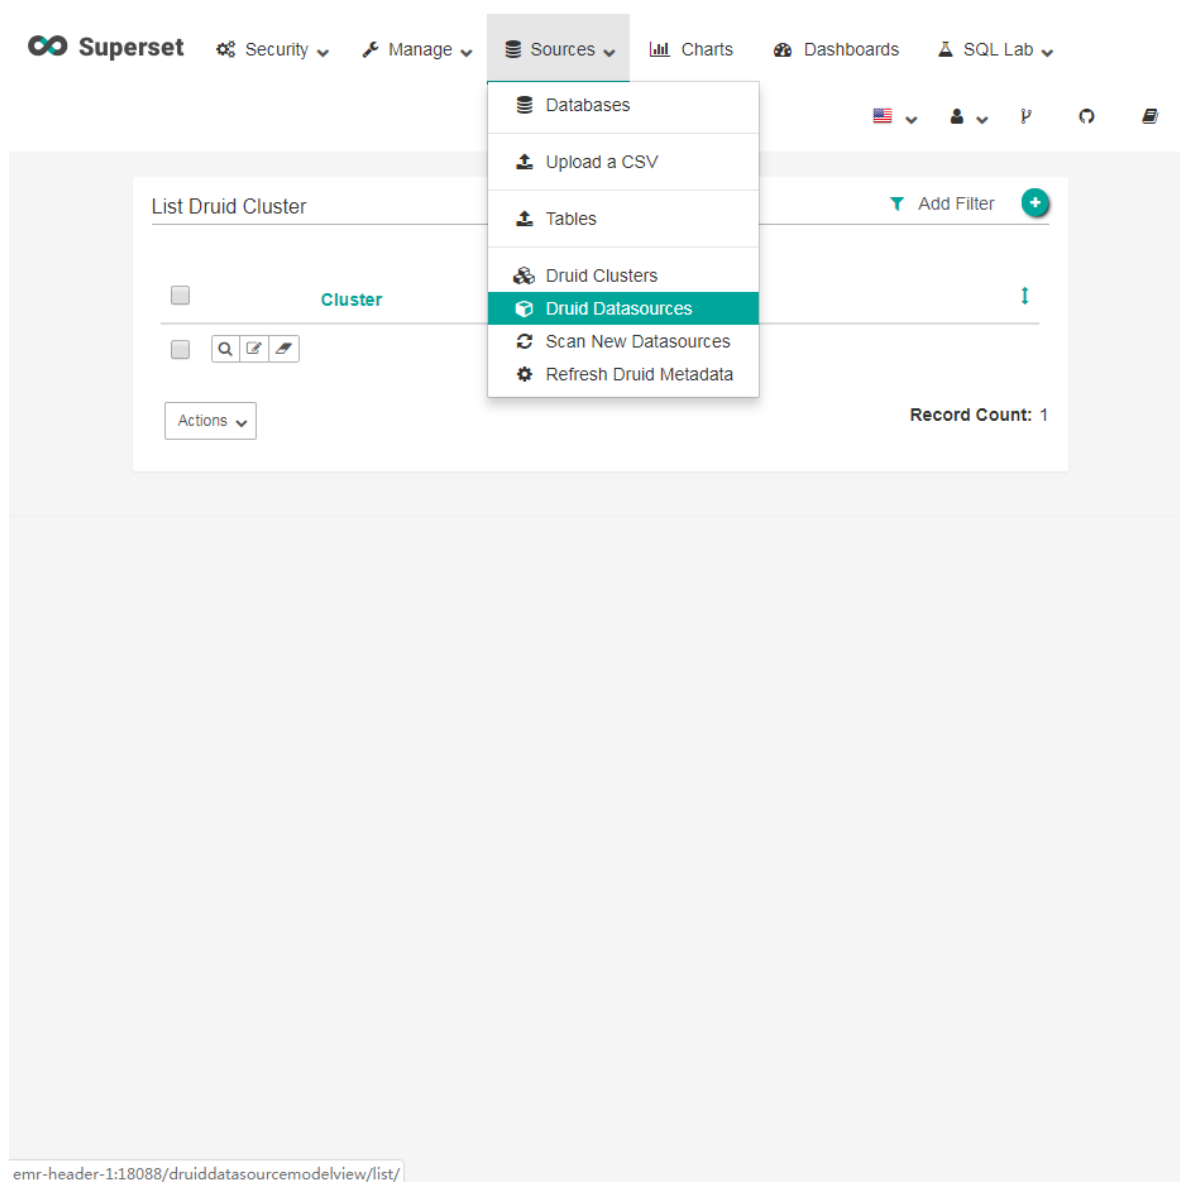 Superset Security Manage Sources Charts Dashboards SQL Lab
Databases
Upload a CSV
Tables
Druid Clusters
Druid Datasources
Scan New Datasources
Refresh Druid Metadata
List Druid Cluster
Add Filter
Cluster
Actions
Record Count: 1
emr-header-1:18088/druiddatasourcemodelview/list/